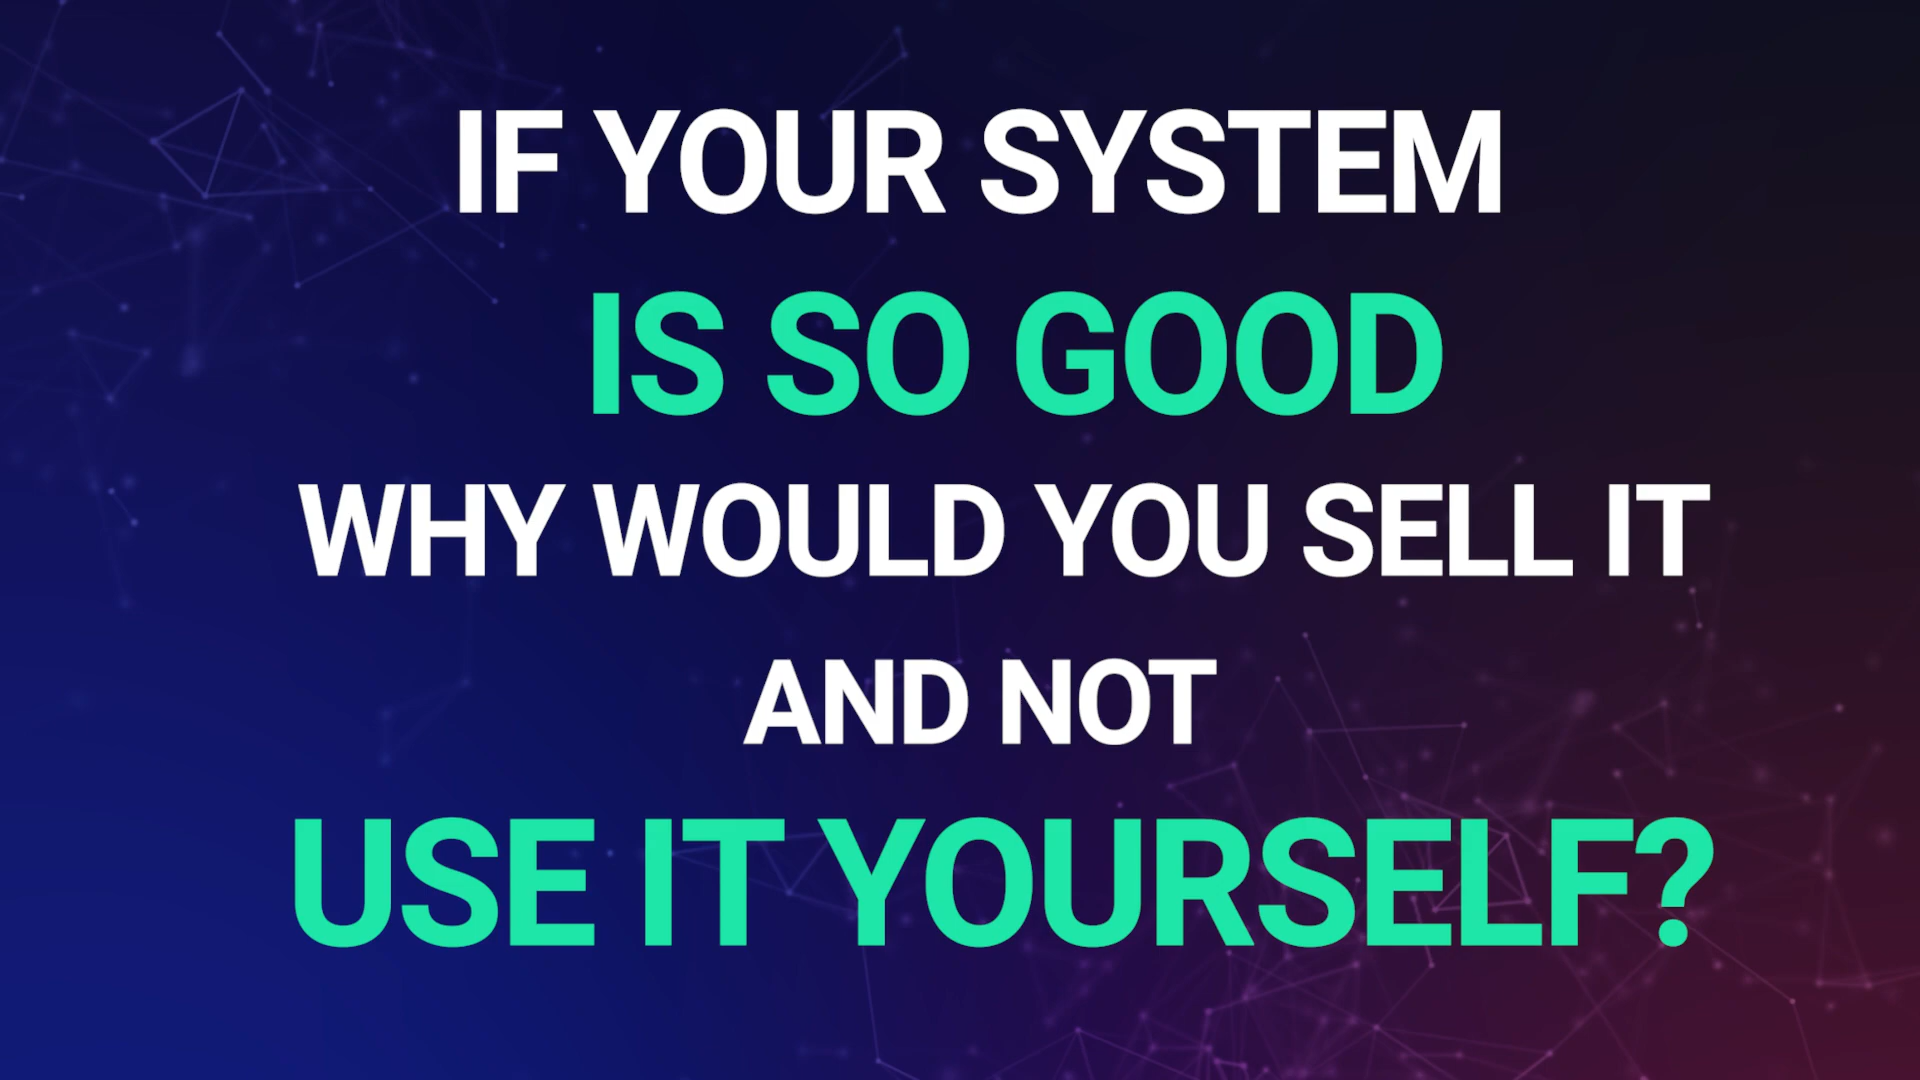 IF YOUR SYSTEM
IS SO GOOD
WHY WOULD YOU SELL IT
AND NOT
USE IT YOURSELF?